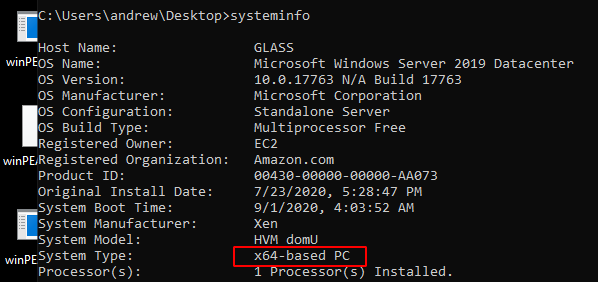 C:\Users\andrew\Desktop>systeminfo
Host Name: GLASS
OS Name: Microsoft Windows Server 2019 Datacenter
winPE
OS Version: 10.0.17763 N/A Build 17763
OS Manufacturer: Microsoft Corporation
OS Configuration: Standalone Server
OS Build Type: Multiprocessor Free
Registered Owner: EC2
Registered Organization: Amazon.com
winPEA
Product ID: 00430-00000-00000-AA073
Original Install Date: 7/23/2020, 5:28:47 PM
System Boot Time: 9/1/2020, 4:03:52 AM
System Manufacturer: Xen
System Model: HVM domU
System Type: x64-based PC
winPE
Processor(s): 1 Processor(s) Installed.